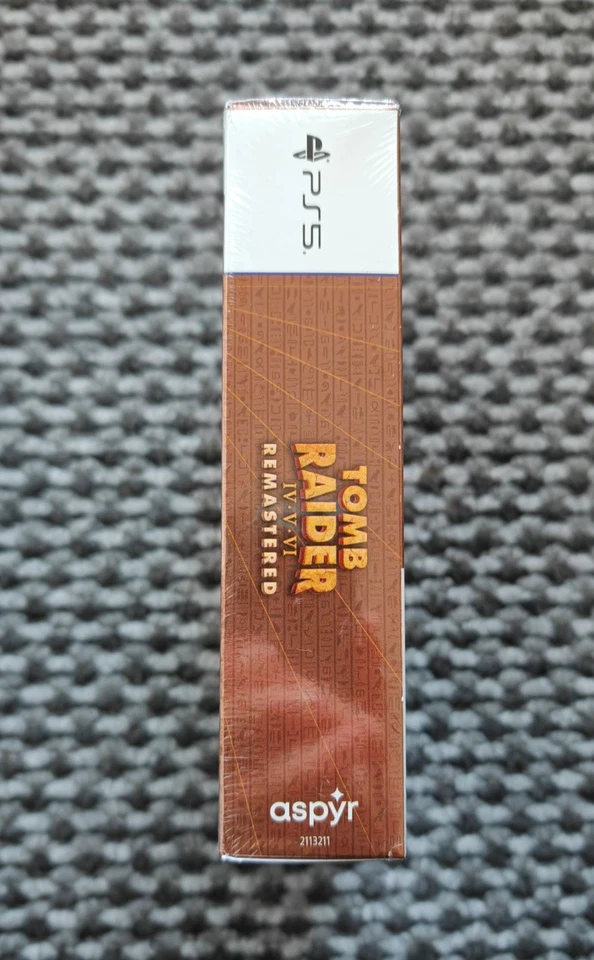 PS5
TOMB
RAIDER
IV·V·VI
REMASTERED
aspyr
2113211